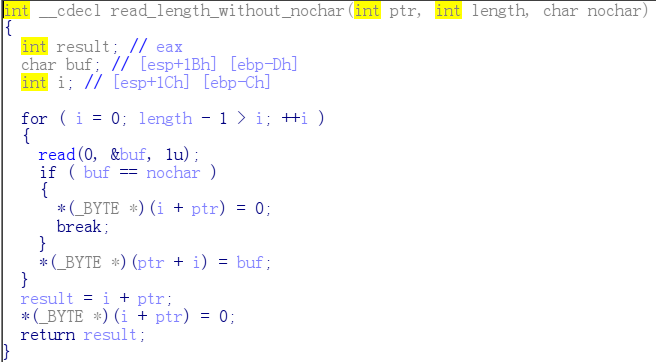 int __cdecl read_length_without_nochar(int ptr, int length, char nochar)
{
  int result; // eax
  char buf; // [esp+1Bh] [ebp-Dh]
  int i; // [esp+1Ch] [ebp-Ch]
  for ( i = 0; length - 1 > i; ++i )
  {
    read(0, &buf, 1u);
    if ( buf == nochar )
    {
      *(_BYTE *)(i + ptr) = 0;
      break;
    }
    *(_BYTE *)(ptr + i) = buf;
  }
  result = i + ptr;
  *(_BYTE *)(i + ptr) = 0;
  return result;
}